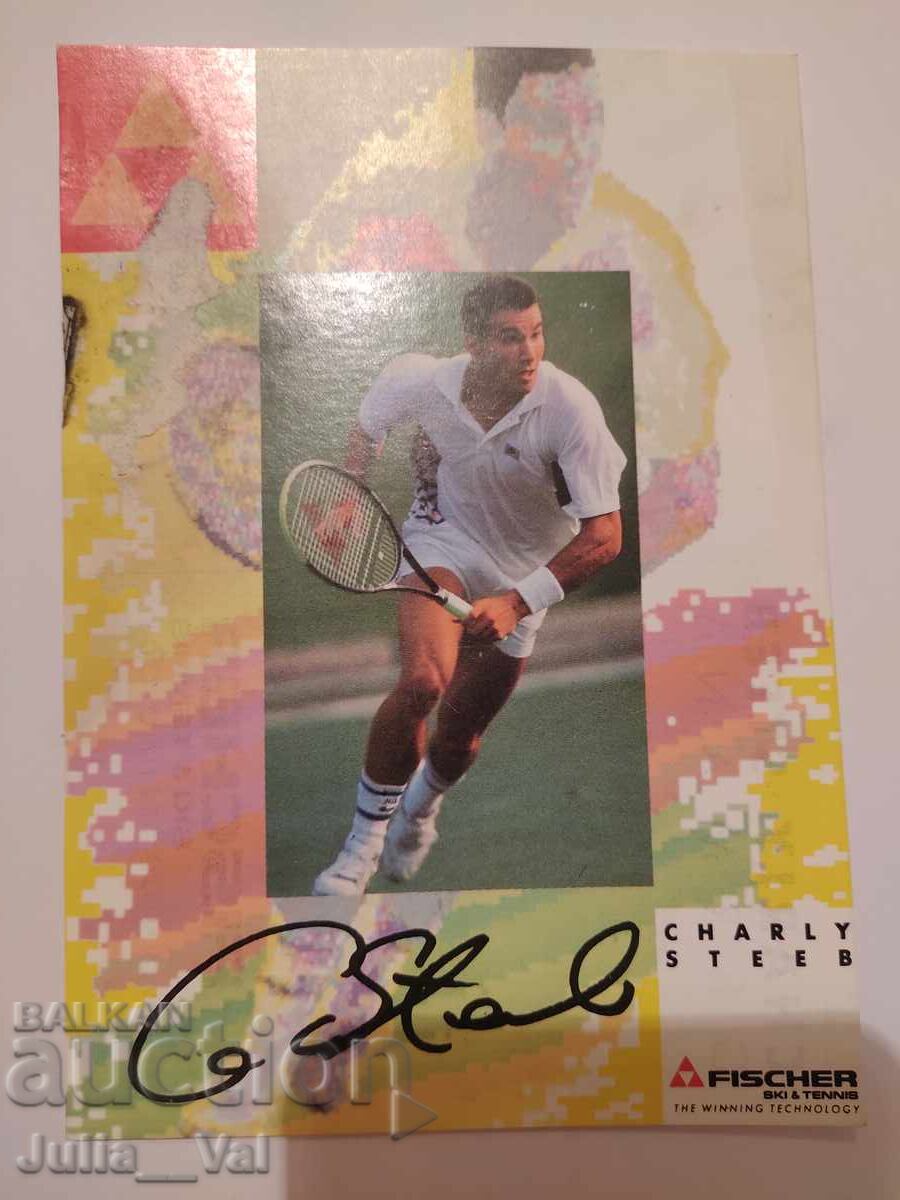 CHARLY
STEEB
FISCHER
SKI & TENNIS
THE WINNING TECHNOLOGY
BALKAN
auction
Julia__Val